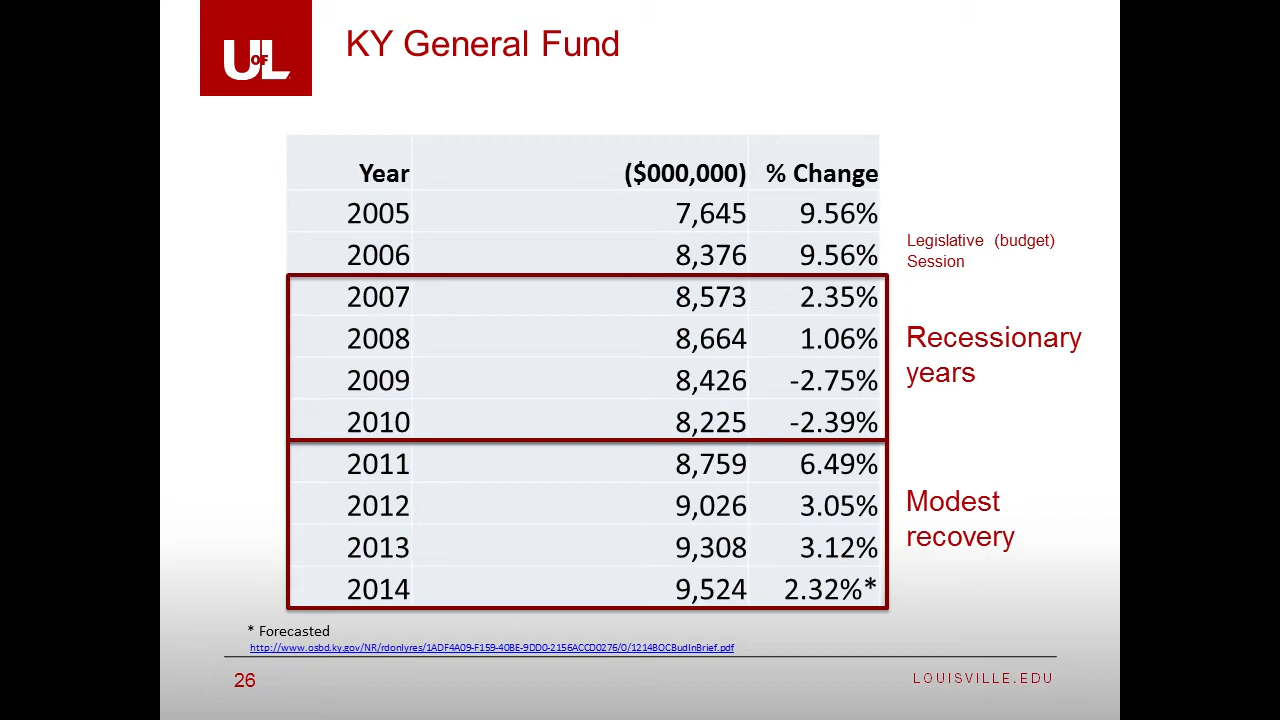 UofL
KY General Fund
Year ($000,000) % Change
2005 7,645 9.56%
2006 8,376 9.56%
Legislative (budget)
Session
2007 8,573 2.35%
2008 8,664 1.06%
2009 8,426 -2.75%
2010 8,225 -2.39%
Recessionary
years
2011 8,759 6.49%
2012 9,026 3.05%
2013 9,308 3.12%
2014 9,524 2.32%*
Modest
recovery
* Forecasted
http://www.osbd.ky.gov/NR/rdonlyres/1ADF4A09-F159-40BE-9DD0-2156ACCD0276/0/1214BOCBudInBrief.pdf
26
LOUISVILLE.EDU